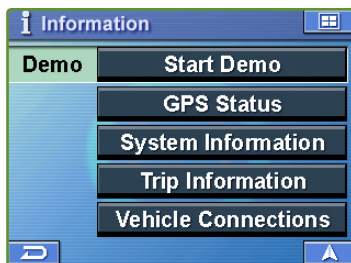 i Information
Demo Start Demo
GPS Status
System Information
Trip Information
Vehicle Connections